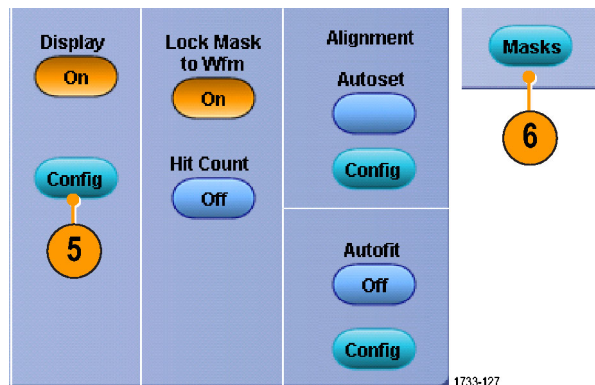 Display
On
Config
5
Lock Mask
to Wfm
On
Hit Count
Off
Alignment
Autoset
Config
Autofit
Off
Config
Masks
6
1733-127